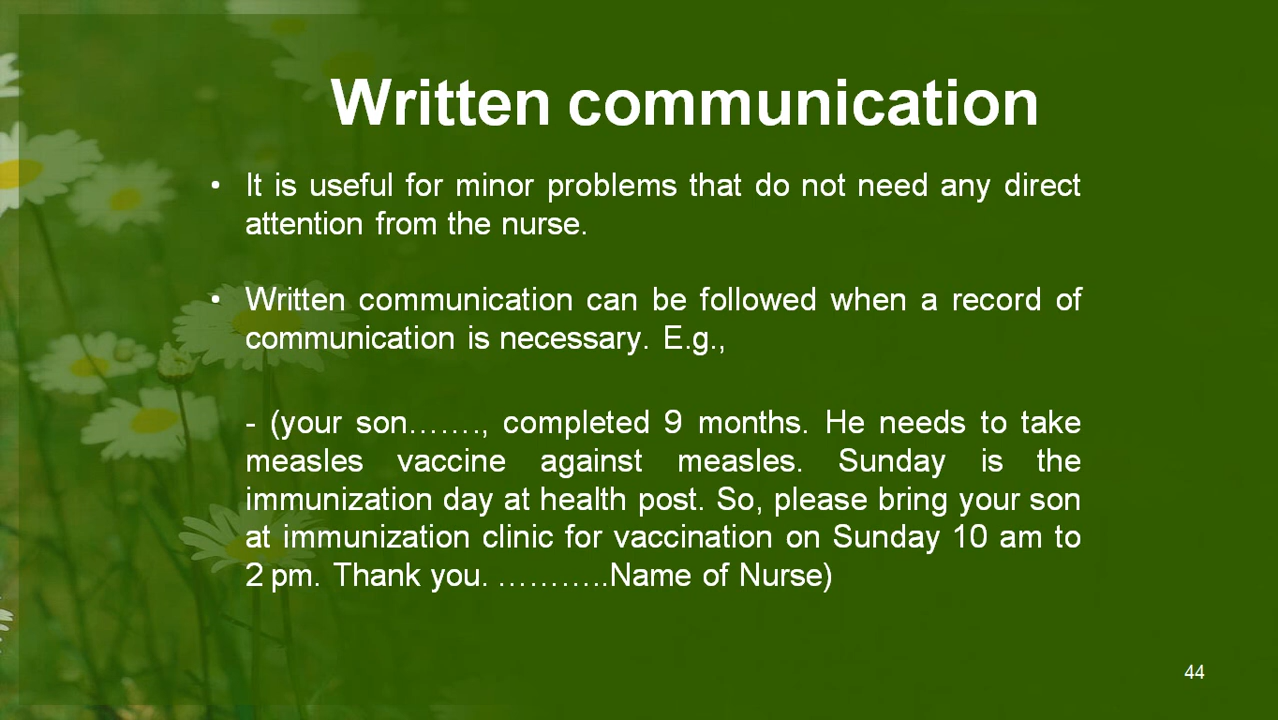 Written communication
• It is useful for minor problems that do not need any direct
attention from the nurse.
• Written communication can be followed when a record of
communication is necessary. E.g.,
- (your son……., completed 9 months. He needs to take
measles vaccine against measles. Sunday is the
immunization day at health post. So, please bring your son
at immunization clinic for vaccination on Sunday 10 am to
2 pm. Thank you. ………..Name of Nurse)
44